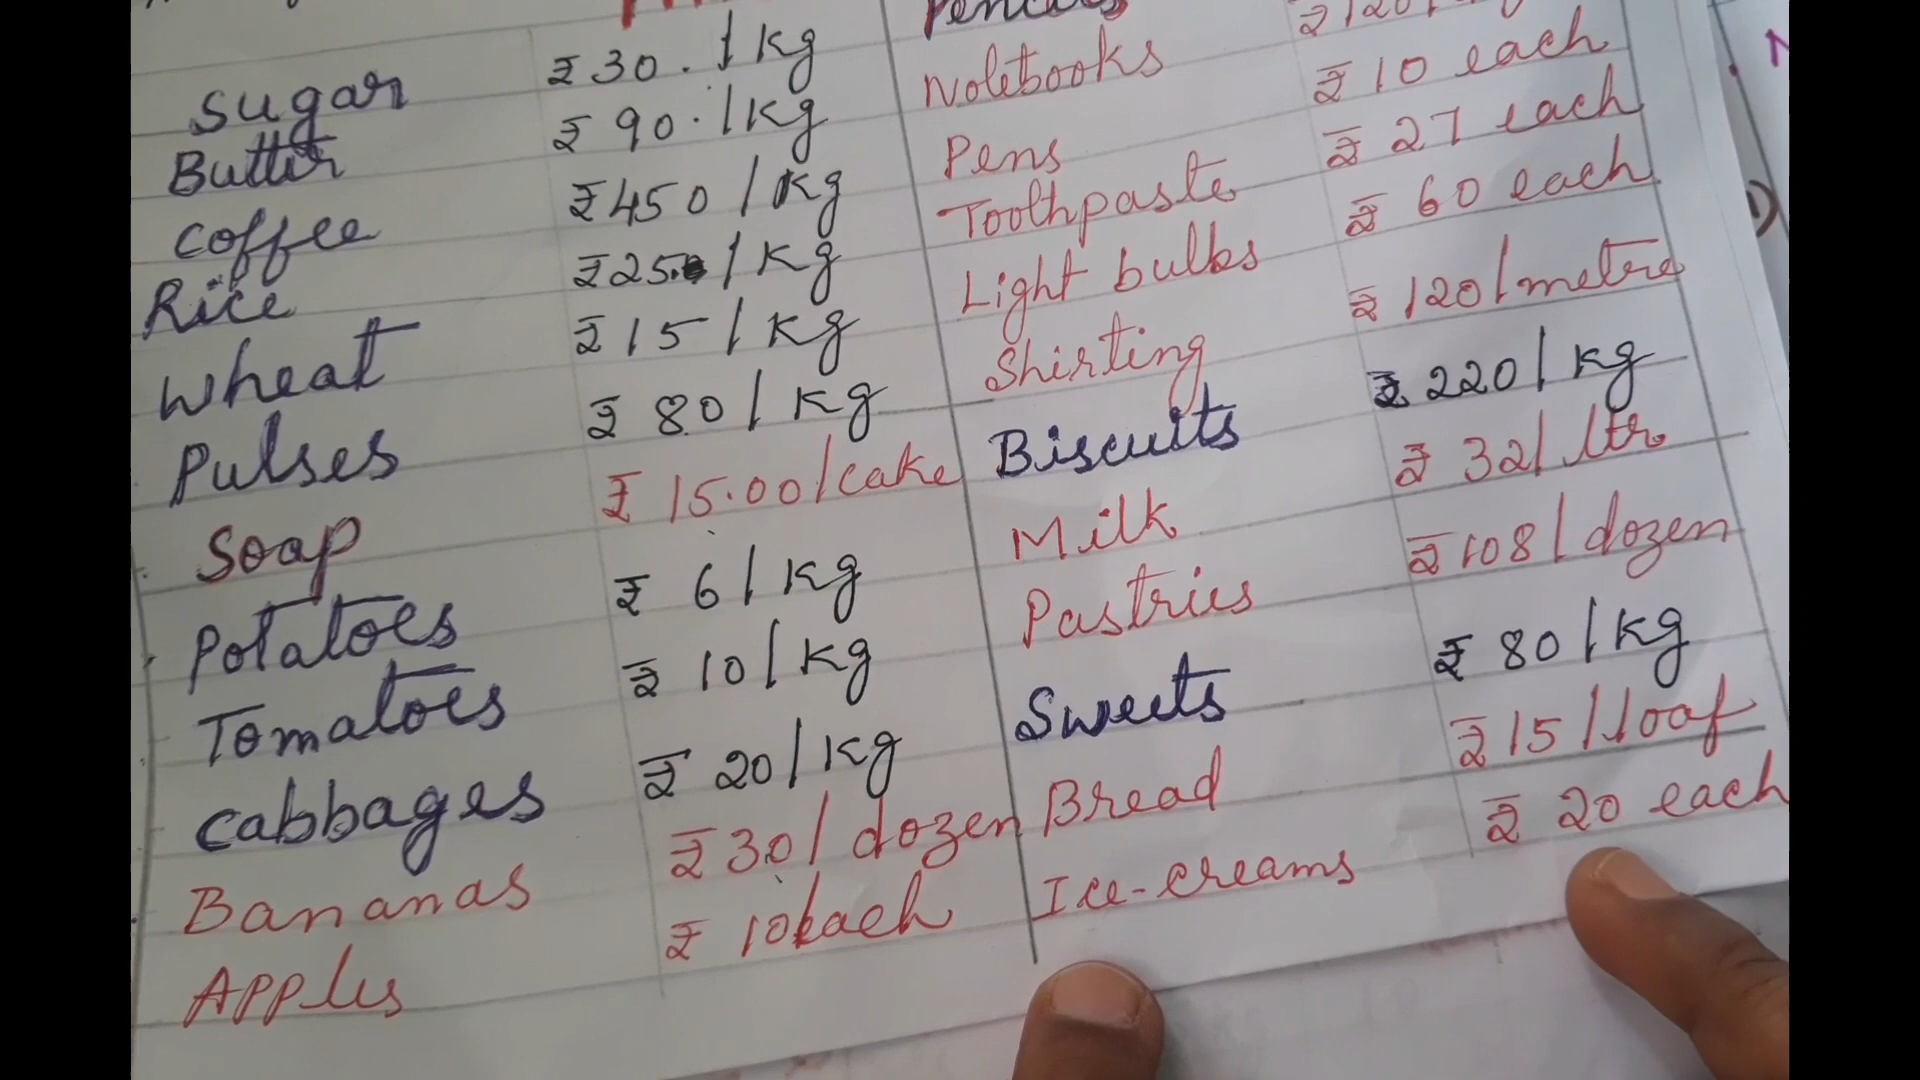 Sugar ₹ 30. / kg
Butter ₹ 90. / kg
Coffee ₹ 450 / kg
Rice ₹ 25. / kg
Wheat ₹ 15 / kg
Pulses ₹ 80 / kg
Soap ₹ 15.00 / cake
Potatoes ₹ 6 / kg
Tomatoes ₹ 10 / kg
Cabbages ₹ 20 / kg
Bananas ₹ 30 / dozen
Apples ₹ 10 each
Notebooks
Pens ₹ 10 each
Toothpaste ₹ 27 each
Light bulbs ₹ 60 each
Shirting ₹ 120 / metre
Biscuits ₹ 220 / kg
Milk ₹ 32 / ltr.
Pastries ₹ 108 / dozen
Sweets ₹ 80 / kg
Bread ₹ 15 / loaf
Ice-creams ₹ 20 each